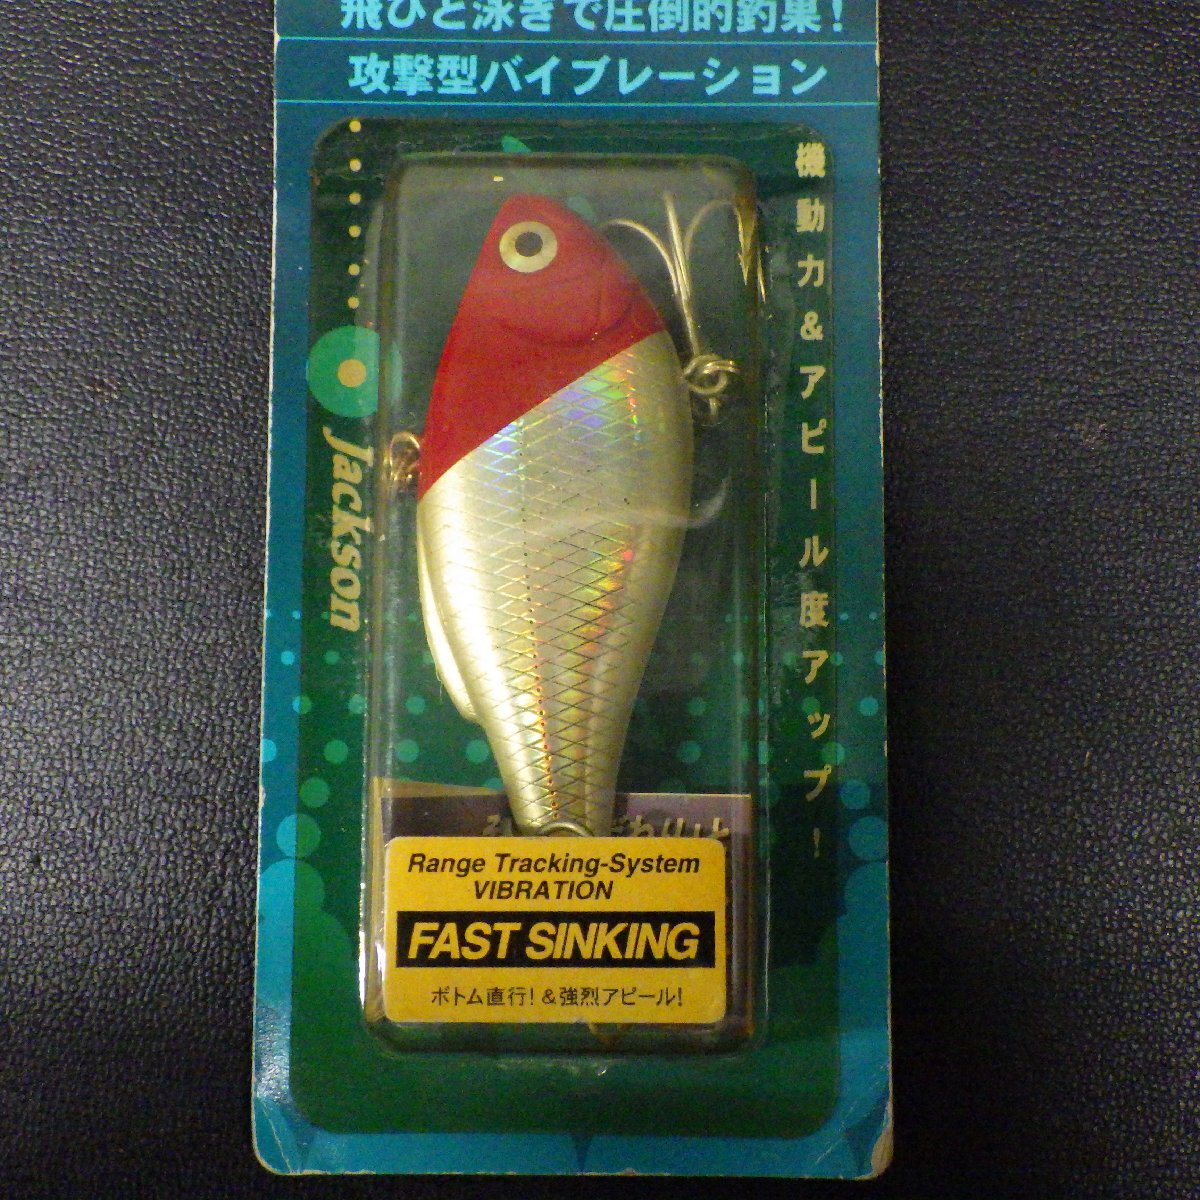 飛びと泳ぎで圧倒的釣果!
攻撃型バイブレーション
機動力&アピール度アップ!
Jackson
Range Tracking-System
VIBRATION
FAST SINKING
ボトム直行!&強烈アピール!